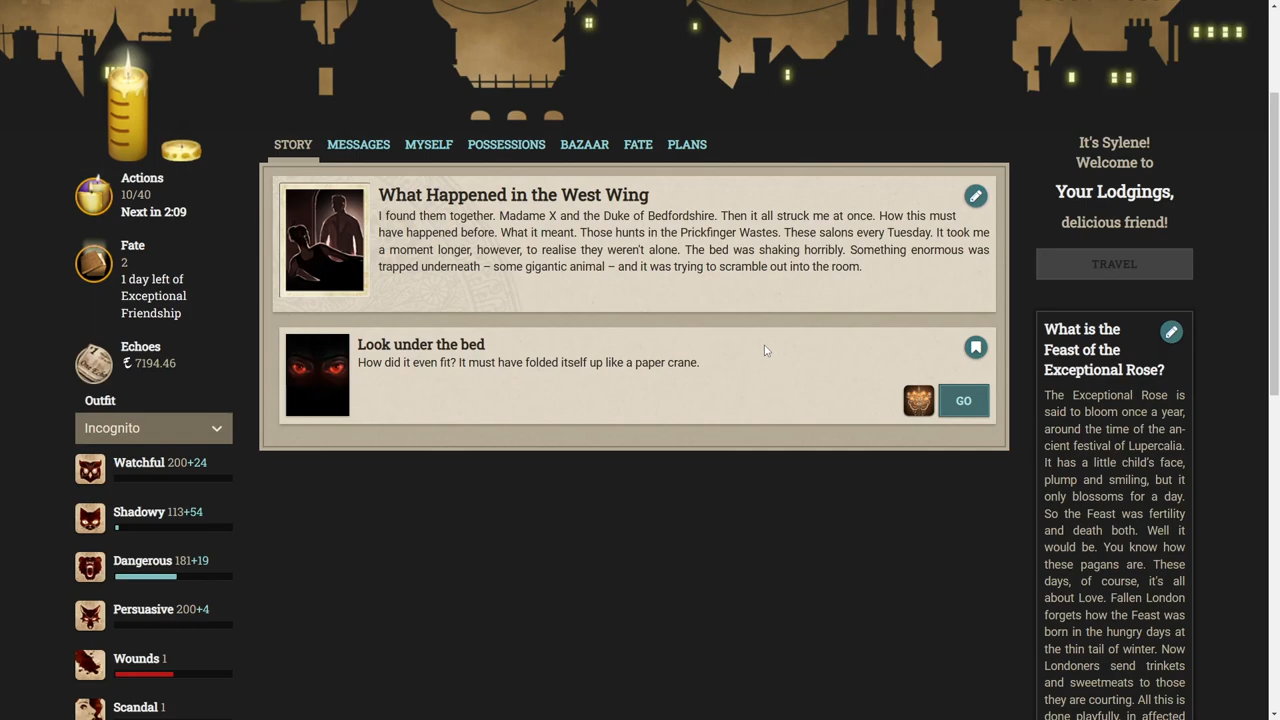 STORY MESSAGES MYSELF POSSESSIONS BAZAAR FATE PLANS
Actions
10/40
Next in 2:09
Fate
2
1 day left of
Exceptional
Friendship
Echoes
7194.46
Outfit
Incognito
Watchful 200+24
Shadowy 113+54
Dangerous 181+19
Persuasive 200+4
Wounds 1
Scandal 1
What Happened in the West Wing
I found them together. Madame X and the Duke of Bedfordshire. Then it all struck me at once. How this must
have happened before. What it meant. Those hunts in the Prickfinger Wastes. These salons every Tuesday. It took me
a moment longer, however, to realise they weren't alone. The bed was shaking horribly. Something enormous was
trapped underneath – some gigantic animal – and it was trying to scramble out into the room.
Look under the bed
How did it even fit? It must have folded itself up like a paper crane.
GO
It's Sylene!
Welcome to
Your Lodgings,
delicious friend!
TRAVEL
What is the
Feast of the
Exceptional Rose?
The Exceptional Rose is
said to bloom once a year,
around the time of the an-
cient festival of Lupercalia.
It has a little child's face,
plump and smiling, but it
only blossoms for a day.
So the Feast was fertility
and death both. Well it
would be. You know how
these pagans are. These
days, of course, it's all
about Love. Fallen London
forgets how the Feast was
born in the hungry days at
the thin tail of winter. Now
Londoners send trinkets
and sweetmeats to those
they are courting. All this is
done playfully, in affected